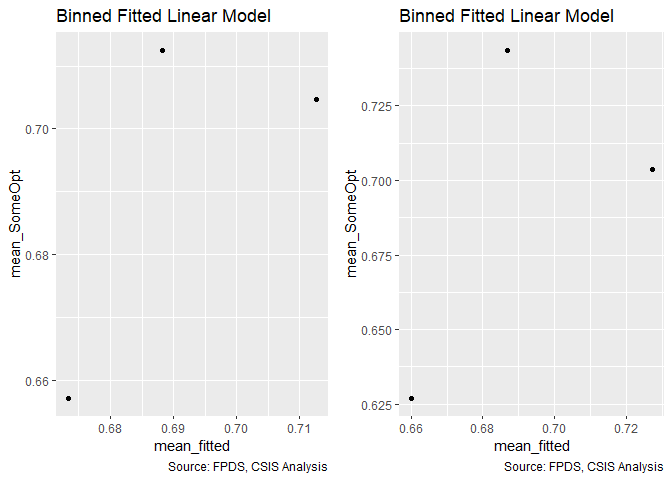 Binned Fitted Linear Model
mean_SomeOpt
0.70
0.68
0.66
0.68
0.69
0.70
0.71
mean_fitted
Source: FPDS, CSIS Analysis
Binned Fitted Linear Model
mean_SomeOpt
0.725
0.700
0.675
0.650
0.625
0.66
0.68
0.70
0.72
mean_fitted
Source: FPDS, CSIS Analysis